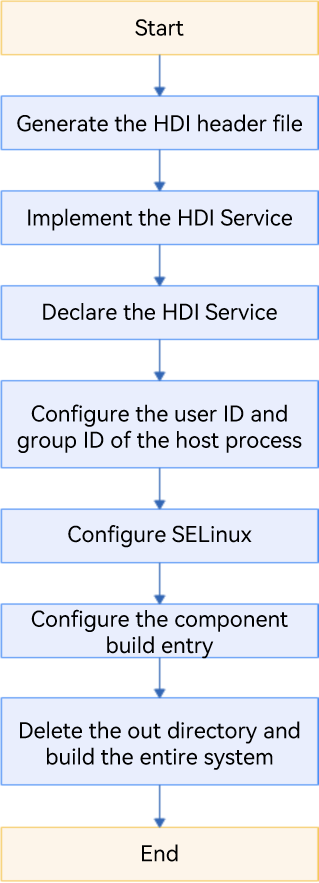 Start
Generate the HDI header file
Implement the HDI Service
Declare the HDI Service
Configure the user ID and
group ID of the host process
Configure SELinux
Configure the component
build entry
Delete the out directory and
build the entire system
End